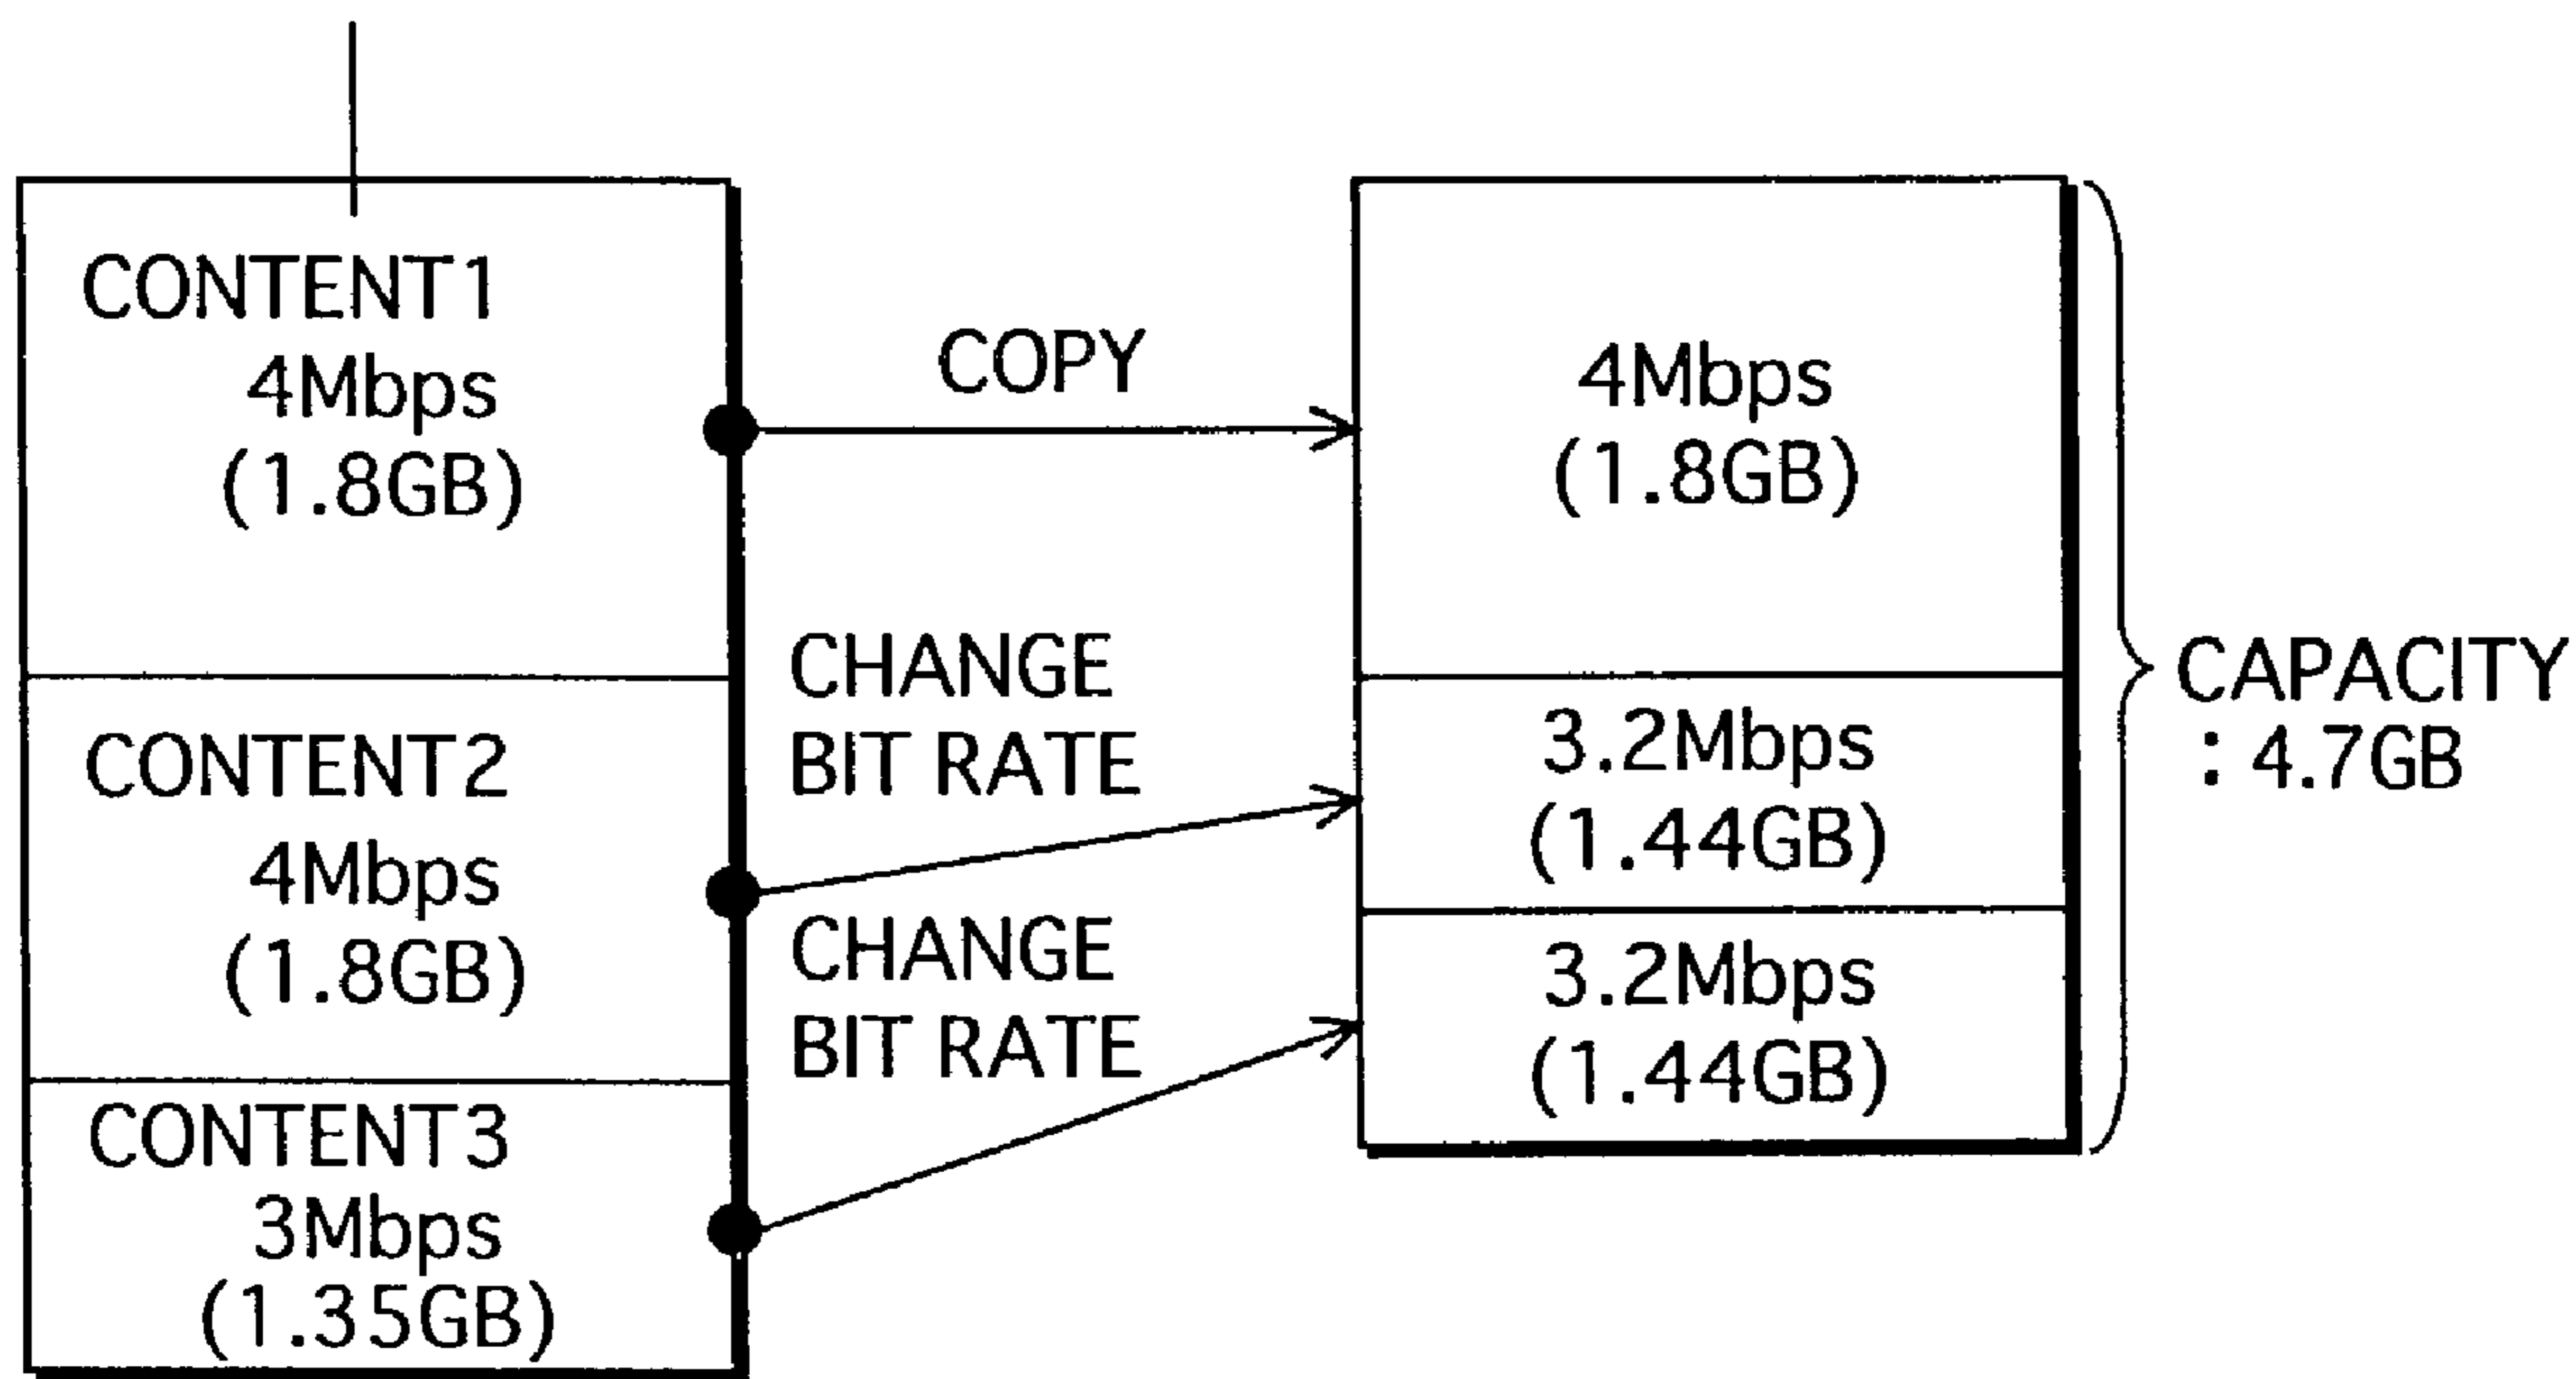 CONTENT1
4Mbps
(1.8GB)
CONTENT2
4Mbps
(1.8GB)
CONTENT3
3Mbps
(1.35GB)
COPY
CHANGE
BIT RATE
CHANGE
BIT RATE
4Mbps
(1.8GB)
3.2Mbps
(1.44GB)
3.2Mbps
(1.44GB)
CAPACITY
: 4.7GB